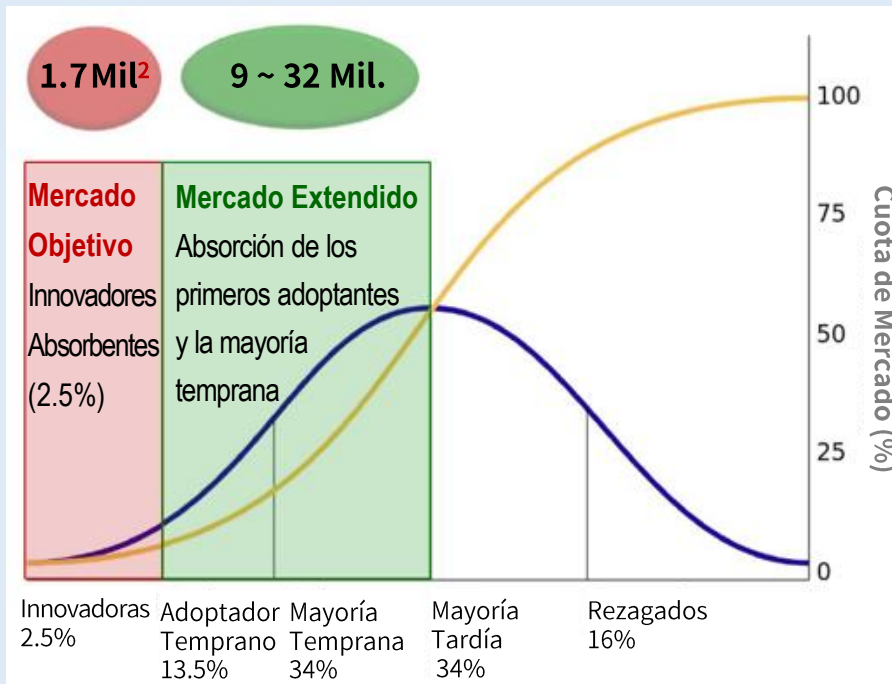 1.7Mil²
9 ~ 32 Mil.
Mercado
Objetivo
Innovadores
Absorbentes
(2.5%)
Mercado Extendido
Absorción de los
primeros adoptantes
y la mayoría
temprana
100
75
50
25
0
Cuota de Mercado (%)
Innovadoras
2.5%
Adoptador
Temprano
13.5%
Mayoría
Temprana
34%
Mayoría
Tardía
34%
Rezagados
16%